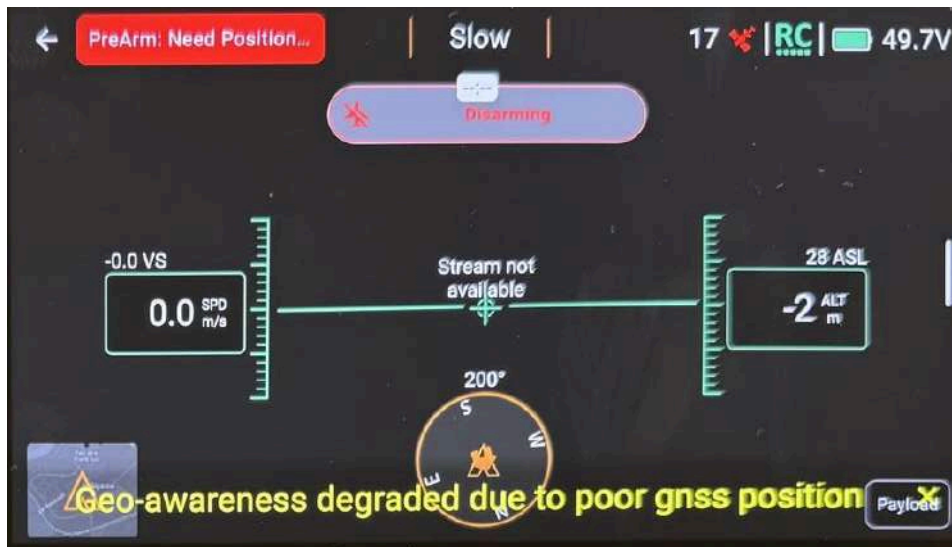 PreArm: Need Position...
Slow
17
RC
49.7V
Disarming
-0.0 VS
28 ASL
Stream not
available
0.0 SPD
m/s
-2 ALT
m
200°
S
W
E
N
Geo-awareness degraded due to poor gnss position
Payload